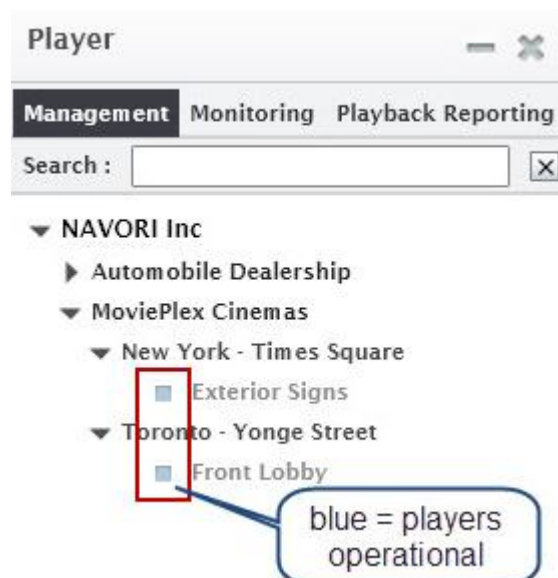 Player
Management Monitoring Playback Reporting
Search :
NAVORI Inc
Automobile Dealership
MoviePlex Cinemas
New York - Times Square
Exterior Signs
Toronto - Yonge Street
Front Lobby
blue = players
operational